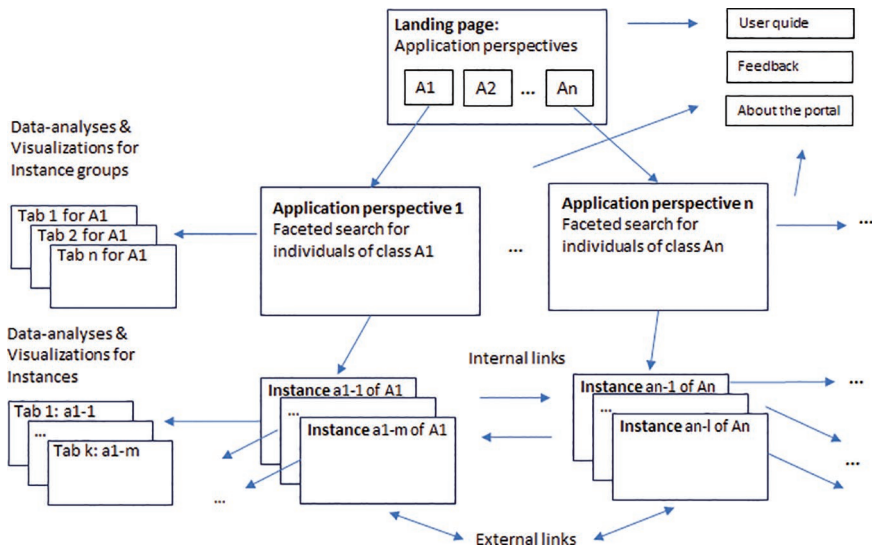 Landing page:
Application perspectives
A1
A2
...
An
User quide
Feedback
About the portal
Data-analyses &
Visualizations for
Instance groups
Tab 1 for A1
Tab 2 for A1
Tab n for A1
Application perspective 1
Faceted search for
individuals of class A1
...
Application perspective n
Faceted search for
individuals of class An
...
Data-analyses &
Visualizations for
Instances
Tab 1: a1-1
...
Tab k: a1-m
Instance a1-1 of A1
...
Instance a1-m of A1
...
Internal links
Instance an-1 of An
...
Instance an-l of An
...
...
External links